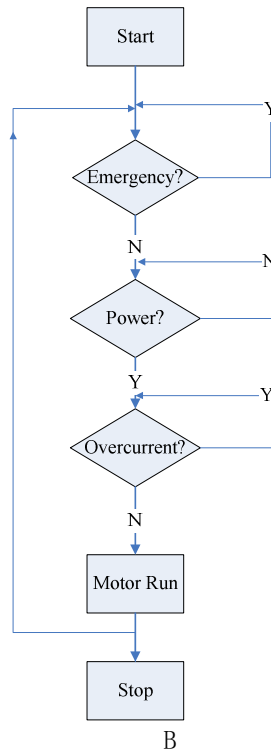 Start
Y
Emergency?
N
N
Power?
Y
Y
Overcurrent?
N
Motor Run
Stop
B